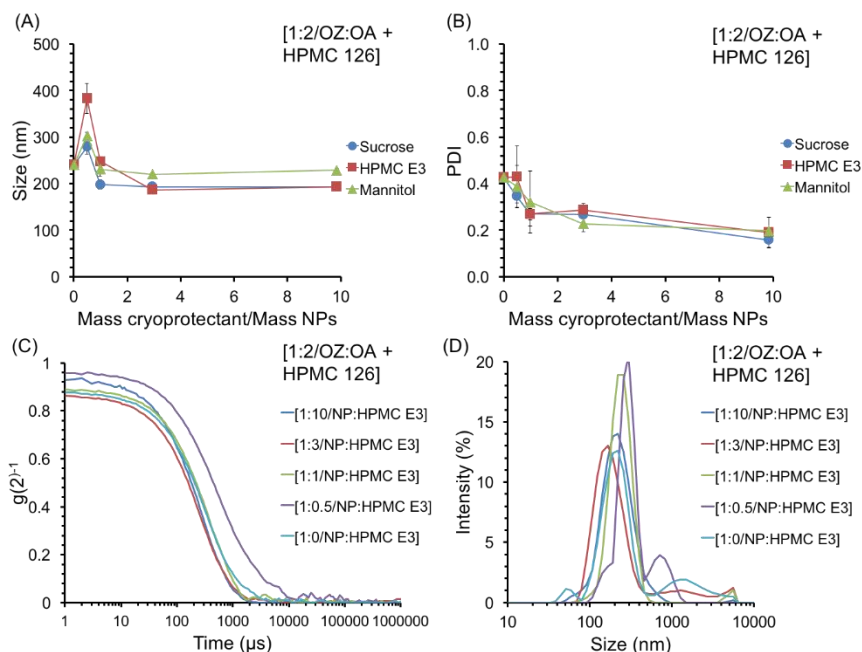 (A)
[1:2/OZ:OA +
HPMC 126]
500
400
300
200
100
0
Size (nm)
Sucrose
HPMC E3
Mannitol
0 2 4 6 8 10
Mass cryoprotectant/Mass NPs
(B)
[1:2/OZ:OA +
HPMC 126]
1.0
0.8
0.6
0.4
0.2
0.0
PDI
Sucrose
HPMC E3
Mannitol
0 2 4 6 8 10
Mass cyroprotectant/Mass NPs
(C)
[1:2/OZ:OA +
HPMC 126]
1
0.8
0.6
0.4
0.2
0
g(2)-1
[1:10/NP:HPMC E3]
[1:3/NP:HPMC E3]
[1:1/NP:HPMC E3]
[1:0.5/NP:HPMC E3]
[1:0/NP:HPMC E3]
1 10 100 1000 10000 100000 1000000
Time (µs)
(D)
[1:2/OZ:OA +
HPMC 126]
20
15
10
5
0
Intensity (%)
[1:10/NP:HPMC E3]
[1:3/NP:HPMC E3]
[1:1/NP:HPMC E3]
[1:0.5/NP:HPMC E3]
[1:0/NP:HPMC E3]
10 100 1000 10000
Size (nm)